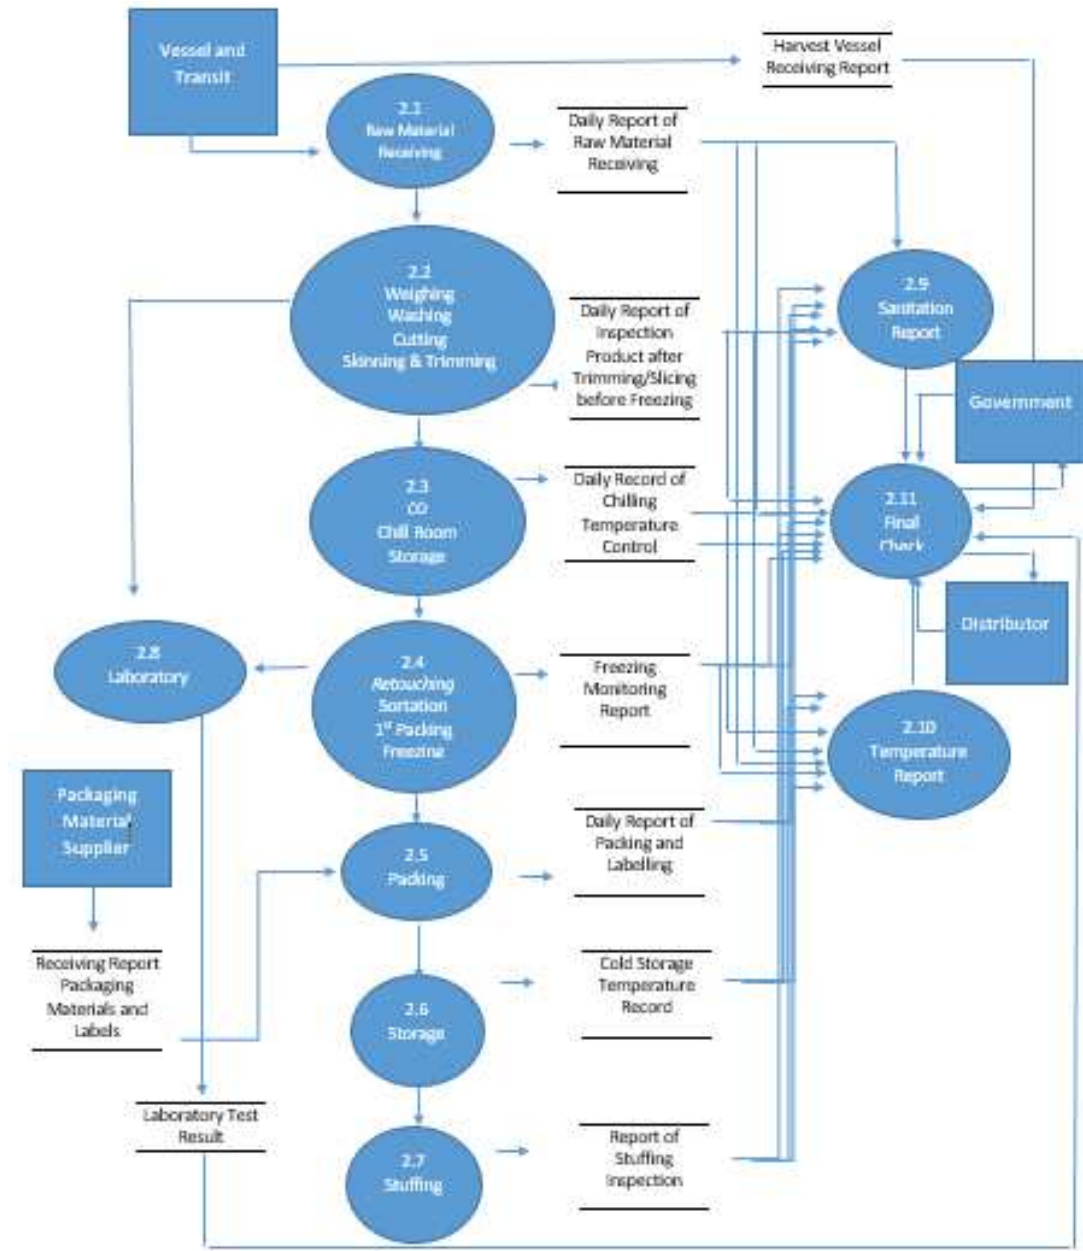 Vessel and
Transit
Harvest Vessel
Receiving Report
2.1
Raw Material
Receiving
Daily Report of
Raw Material
Receiving
2.2
Weighing
Washing
Cutting
Skinning & Trimming
Daily Report of
Inspection
Product after
Trimming/Slicing
before Freezing
2.9
Sanitation
Report
Government
2.3
CO
Chill Room
Storage
Daily Record of
Chilling
Temperature
Control
2.11
Final
Check
Distributor
2.8
Laboratory
2.4
Retouching
Sortation
1st Packing
Freezing
Freezing
Monitoring
Report
2.10
Temperature
Report
Packaging
Material
Supplier
2.5
Packing
Daily Report of
Packing and
Labelling
Receiving Report
Packaging
Materials and
Labels
2.6
Storage
Cold Storage
Temperature
Record
Laboratory Test
Result
2.7
Stuffing
Report of
Stuffing
Inspection